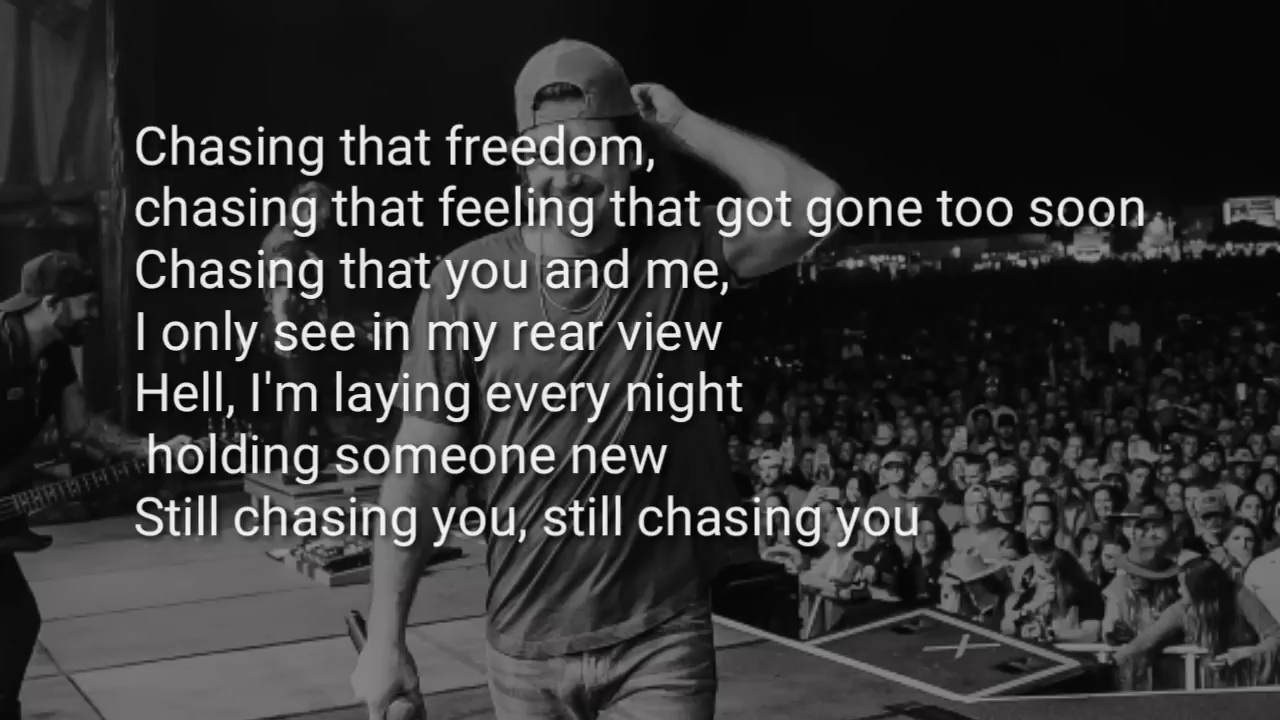 Chasing that freedom,
chasing that feeling that got gone too soon
Chasing that you and me,
I only see in my rear view
Hell, I'm laying every night
holding someone new
Still chasing you, still chasing you